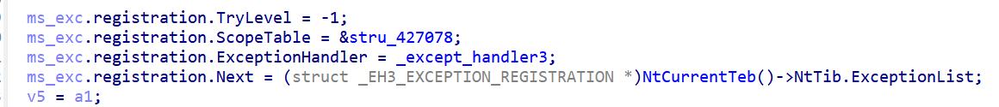 ms_exc.registration.TryLevel = -1;
ms_exc.registration.ScopeTable = &stru_427078;
ms_exc.registration.ExceptionHandler = _except_handler3;
ms_exc.registration.Next = (struct _EH3_EXCEPTION_REGISTRATION *)NtCurrentTeb()->NtTib.ExceptionList;
v5 = a1;